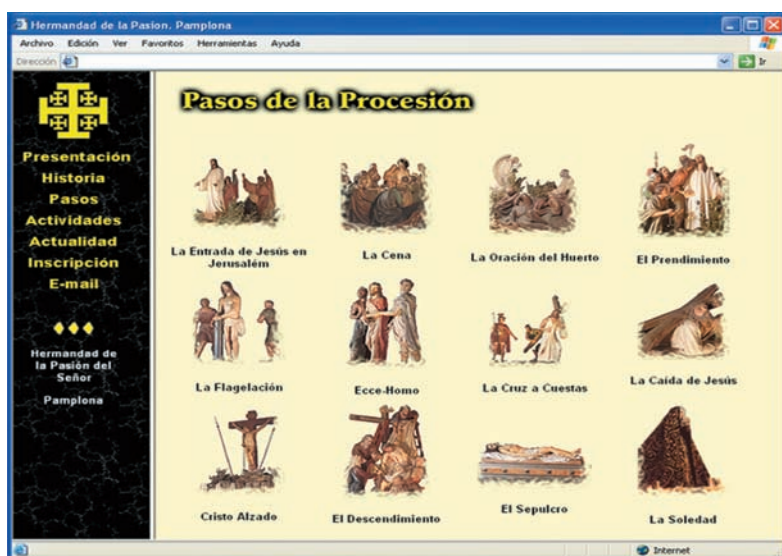 Hermandad de la Pasion. Pamplona
Archivo Edición Ver Favoritos Herramientas Ayuda
Dirección Ir
Pasos de la Procesión
Presentación
Historia
Pasos
Actividades
Actualidad
Inscripción
E-mail
Hermandad de
la Pasión del
Señor
Pamplona
La Entrada de Jesús en
Jerusalém
La Cena
La Oración del Huerto
El Prendimiento
La Flagelación
Ecce-Homo
La Cruz a Cuestas
La Caída de Jesús
Cristo Alzado
El Descendimiento
El Sepulcro
La Soledad
Internet